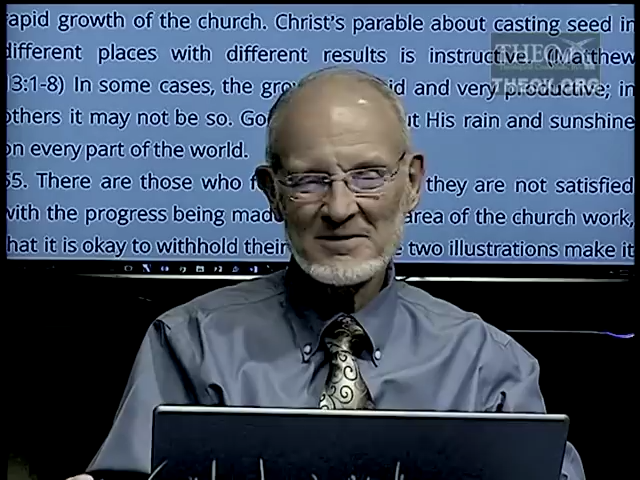 rapid growth of the church. Christ's parable about casting seed in
different places with different results is instructive. (Matthew
13:1-8) In some cases, the id and very productive; in
others it may not be so. ut His rain and sunshine
on every part of the world.
55. There are those who they are not satisfied
with the progress being mad area of the church work,
that it is okay to withhold their two illustrations make it
THEOX
THEOX.ORG